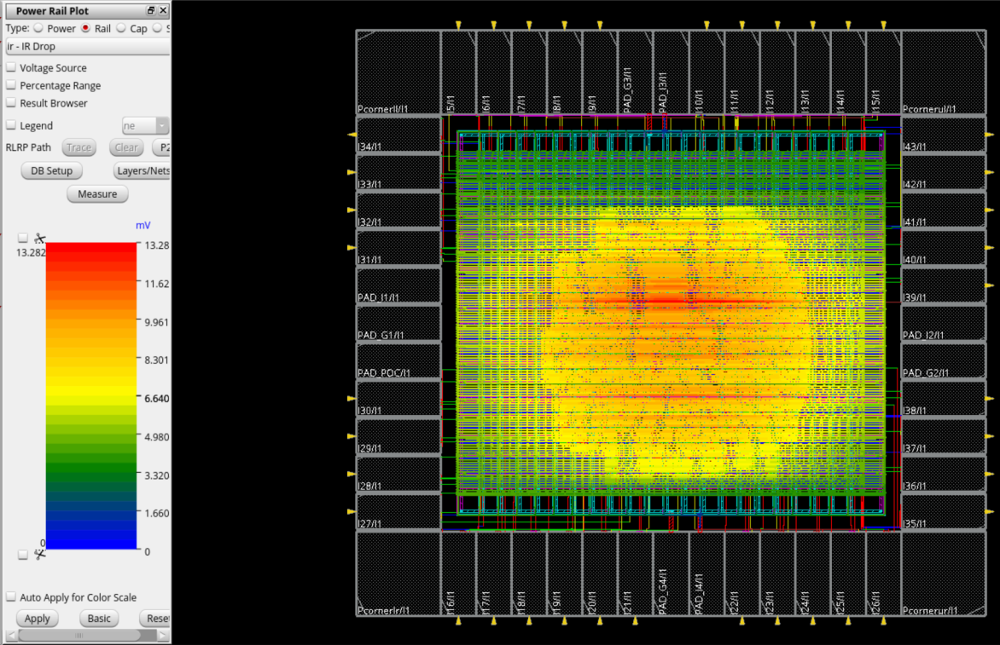 Power Rail Plot
Type: Power Rail Cap
ir - IR Drop
Voltage Source
Percentage Range
Result Browser
Legend
ne
RLRP Path Trace Clear P2
DB Setup Layers/Nets
Measure
mV
13.282
13.28
11.62
9.961
8.301
6.640
4.980
3.320
1.660
0
0
Auto Apply for Color Scale
Apply Basic Reset
Pcornerll/I1
I5/I1
I6/I1
I7/I1
I8/I1
I9/I1
PAD_G3/I1
PAD_I3/I1
I10/I1
I11/I1
I12/I1
I13/I1
I14/I1
I15/I1
Pcornerul/I1
I34/I1
I33/I1
I32/I1
I31/I1
PAD_I1/I1
PAD_G1/I1
PAD_POC/I1
I30/I1
I29/I1
I28/I1
I27/I1
I43/I1
I42/I1
I41/I1
I40/I1
I39/I1
PAD_I2/I1
PAD_G2/I1
I38/I1
I37/I1
I36/I1
I35/I1
Pcornerlr/I1
I16/I1
I17/I1
I18/I1
I19/I1
I20/I1
I21/I1
PAD_G4/I1
PAD_I4/I1
I22/I1
I23/I1
I24/I1
I25/I1
I26/I1
Pcornerur/I1